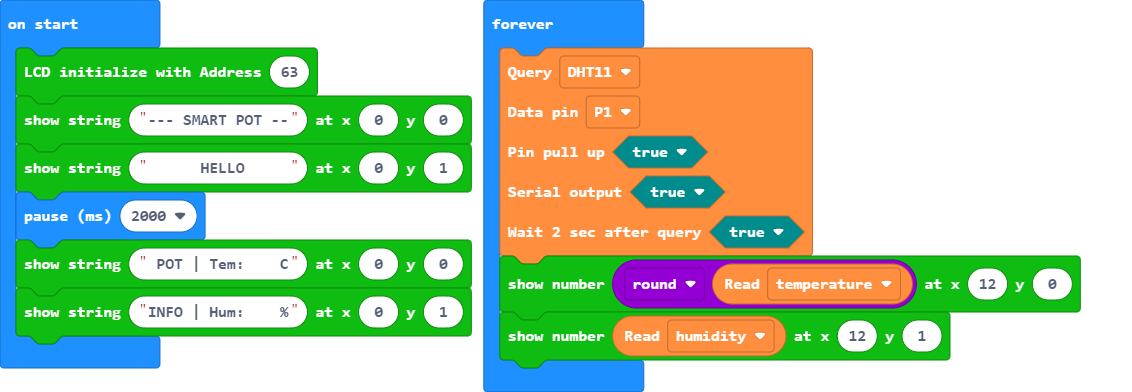 on start
LCD initialize with Address 63
show string "--- SMART POT --" at x 0 y 0
show string " HELLO " at x 0 y 1
pause (ms) 2000
show string " POT | Tem: C" at x 0 y 0
show string "INFO | Hum: %" at x 0 y 1
forever
Query DHT11
Data pin P1
Pin pull up true
Serial output true
Wait 2 sec after query true
show number round Read temperature at x 12 y 0
show number Read humidity at x 12 y 1